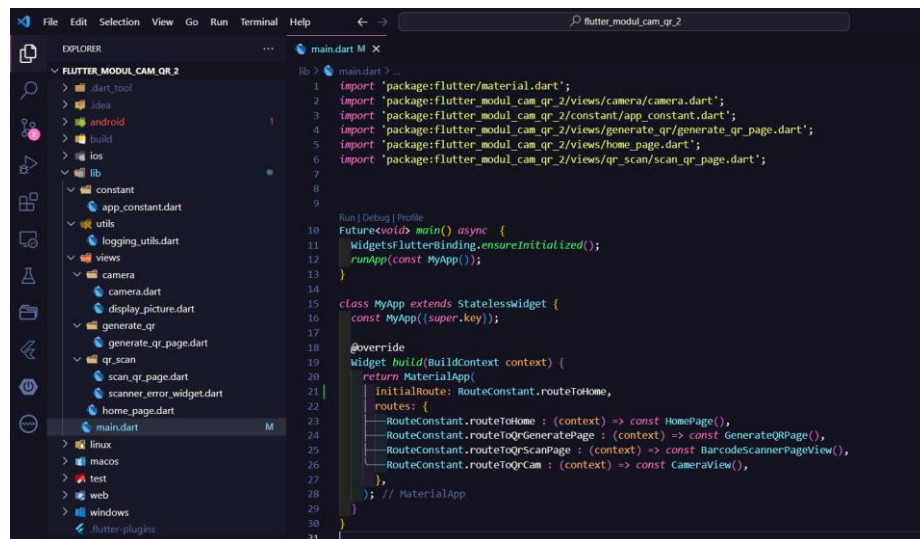 File Edit Selection View Go Run Terminal Help
flutter_modul_cam_qr_2
EXPLORER
FLUTTER_MODUL_CAM_QR_2
.dart_tool
.idea
android 1
build
ios
lib
constant
app_constant.dart
utils
logging_utils.dart
views
camera
camera.dart
display_picture.dart
generate_qr
generate_qr_page.dart
qr_scan
scan_qr_page.dart
scanner_error_widget.dart
home_page.dart
main.dart M
linux
macos
test
web
windows
.flutter-plugins
main.dart M
lib > main.dart > ...
1 import 'package:flutter/material.dart';
2 import 'package:flutter_modul_cam_qr_2/views/camera/camera.dart';
3 import 'package:flutter_modul_cam_qr_2/constant/app_constant.dart';
4 import 'package:flutter_modul_cam_qr_2/views/generate_qr/generate_qr_page.dart';
5 import 'package:flutter_modul_cam_qr_2/views/home_page.dart';
6 import 'package:flutter_modul_cam_qr_2/views/qr_scan/scan_qr_page.dart';
7
8
9
Run | Debug | Profile
10 Future<void> main() async {
11 WidgetsFlutterBinding.ensureInitialized();
12 runApp(const MyApp());
13 }
14
15 class MyApp extends StatelessWidget {
16 const MyApp({super.key});
17
18 @override
19 Widget build(BuildContext context) {
20 return MaterialApp(
21 initialRoute: RouteConstant.routeToHome,
22 routes: {
23 RouteConstant.routeToHome : (context) => const HomePage(),
24 RouteConstant.routeToQrGeneratePage : (context) => const GenerateQRPage(),
25 RouteConstant.routeToQrScanPage : (context) => const BarcodeScannerPageView(),
26 RouteConstant.routeToQrCam : (context) => const CameraView(),
27 },
28 ); // MaterialApp
29 }
30 }
31